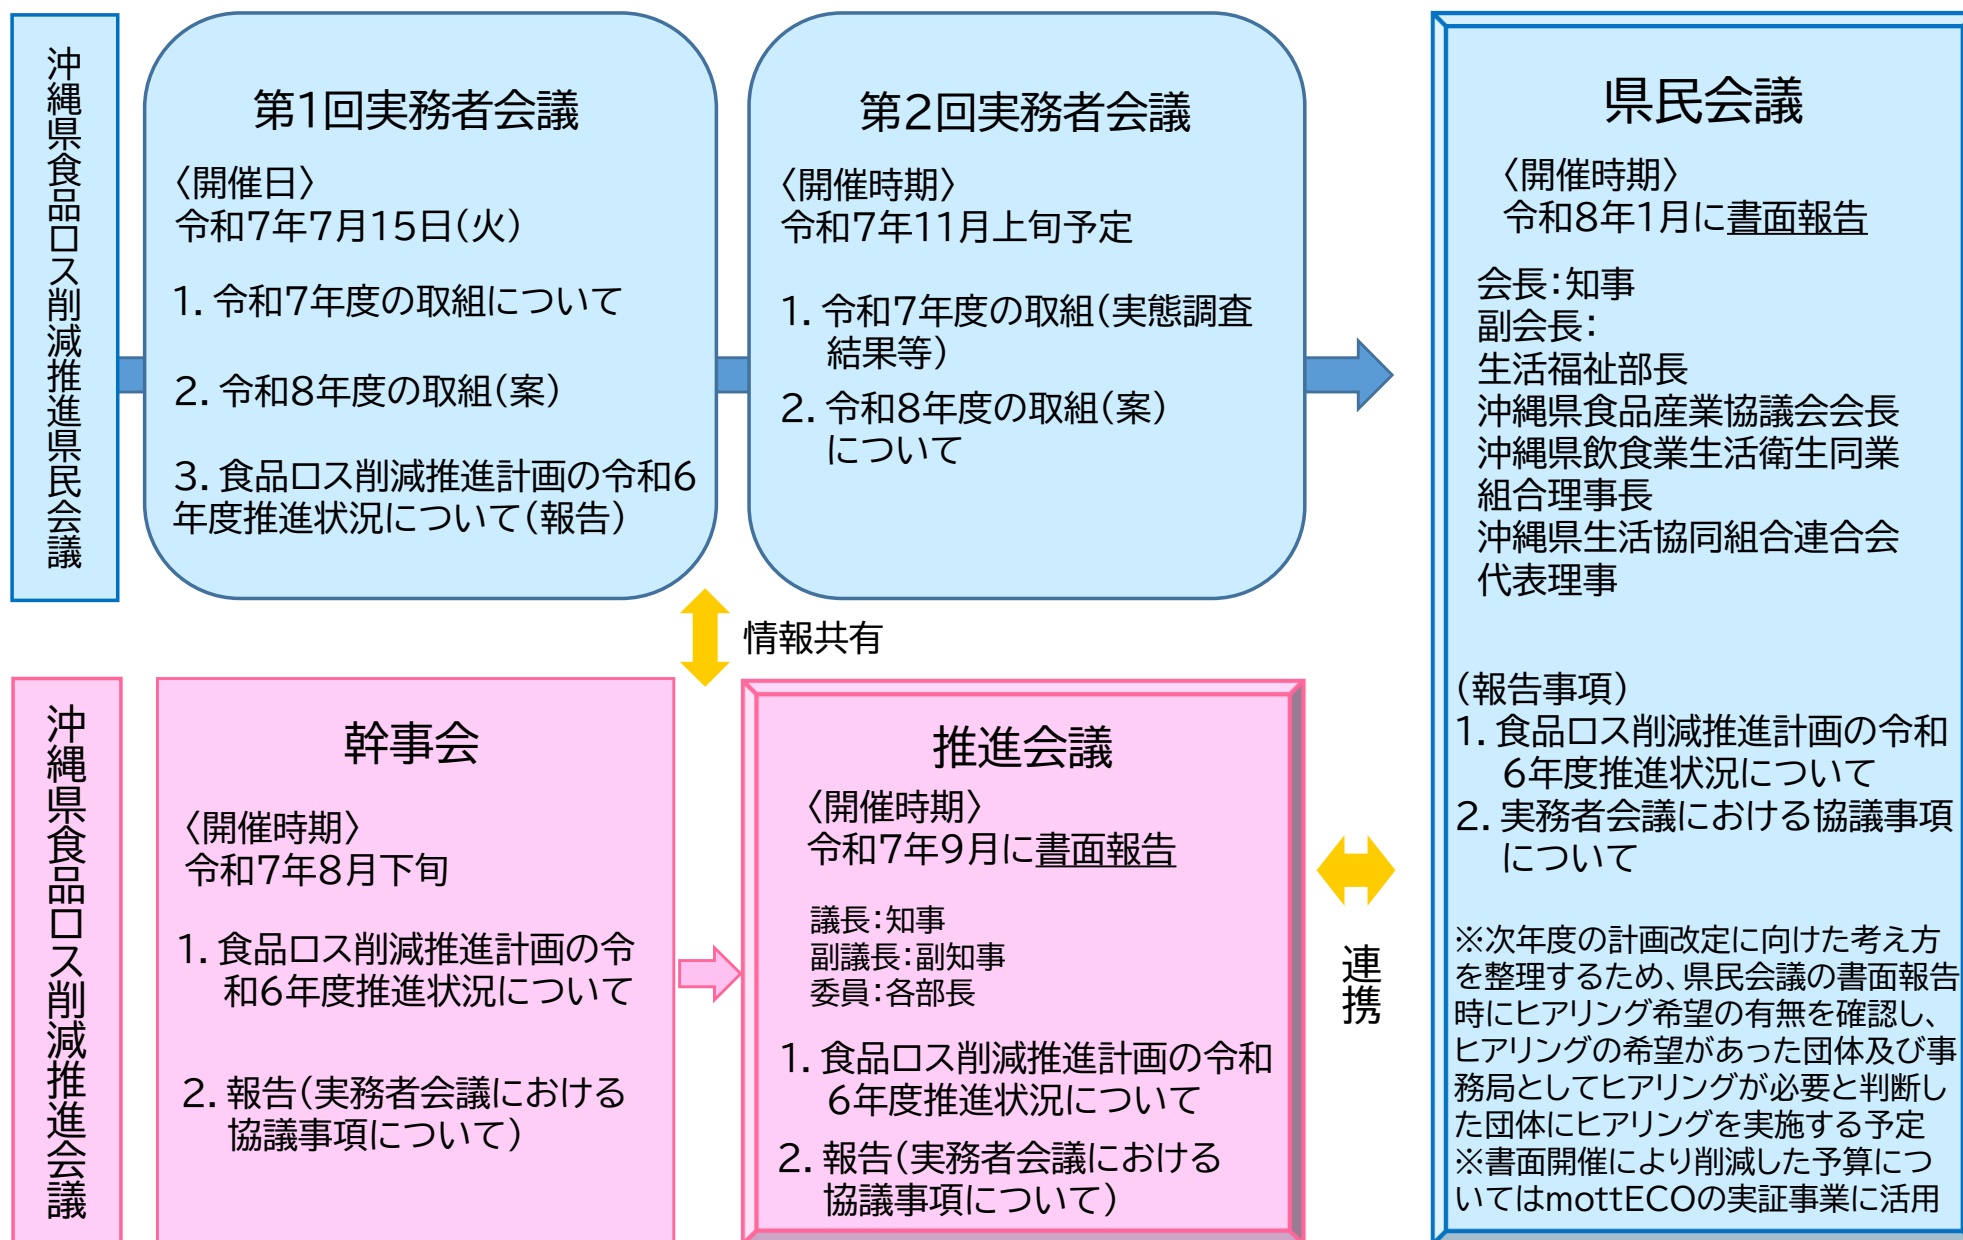 沖縄県食品ロス削減推進県民会議
第1回実務者会議
〈開催日〉
令和7年7月15日(火)
1. 令和7年度の取組について
2. 令和8年度の取組(案)
3. 食品ロス削減推進計画の令和6
年度推進状況について(報告)
第2回実務者会議
〈開催時期〉
令和7年11月上旬予定
1. 令和7年度の取組(実態調査
結果等)
2. 令和8年度の取組(案)
について
県民会議
〈開催時期〉
令和8年1月に書面報告
会長:知事
副会長:
生活福祉部長
沖縄県食品産業協議会会長
沖縄県飲食業生活衛生同業
組合理事長
沖縄県生活協同組合連合会
代表理事
(報告事項)
1. 食品ロス削減推進計画の令和
6年度推進状況について
2. 実務者会議における協議事項
について
※次年度の計画改定に向けた考え方
を整理するため、県民会議の書面報告
時にヒアリング希望の有無を確認し、
ヒアリングの希望があった団体及び事
務局としてヒアリングが必要と判断し
た団体にヒアリングを実施する予定
※書面開催により削減した予算につ
いてはmottECOの実証事業に活用
情報共有
沖縄県食品ロス削減推進会議
幹事会
〈開催時期〉
令和7年8月下旬
1. 食品ロス削減推進計画の令
和6年度推進状況について
2. 報告(実務者会議における
協議事項について)
推進会議
〈開催時期〉
令和7年9月に書面報告
議長:知事
副議長:副知事
委員:各部長
1. 食品ロス削減推進計画の令和
6年度推進状況について
2. 報告(実務者会議における
協議事項について)
連携